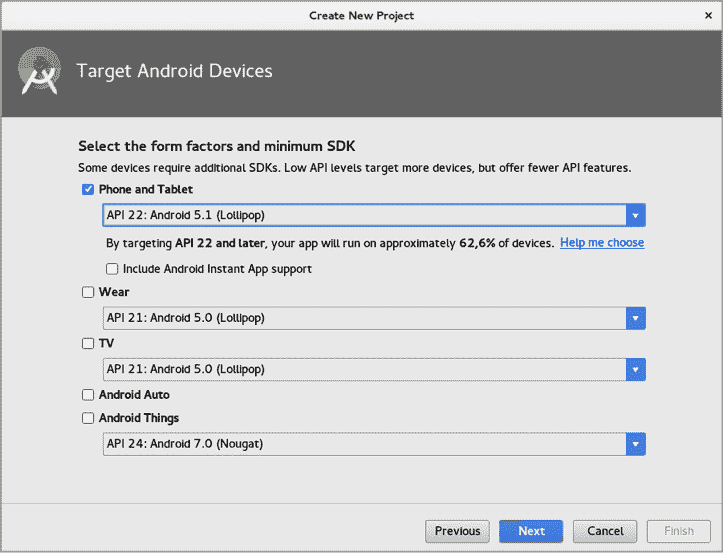 Create New Project
×
Target Android Devices
Select the form factors and minimum SDK
Some devices require additional SDKs. Low API levels target more devices, but offer fewer API features.
Phone and Tablet
API 22: Android 5.1 (Lollipop)
By targeting API 22 and later, your app will run on approximately 62,6% of devices. Help me choose
Include Android Instant App support
Wear
API 21: Android 5.0 (Lollipop)
TV
API 21: Android 5.0 (Lollipop)
Android Auto
Android Things
API 24: Android 7.0 (Nougat)
Previous Next Cancel Finish